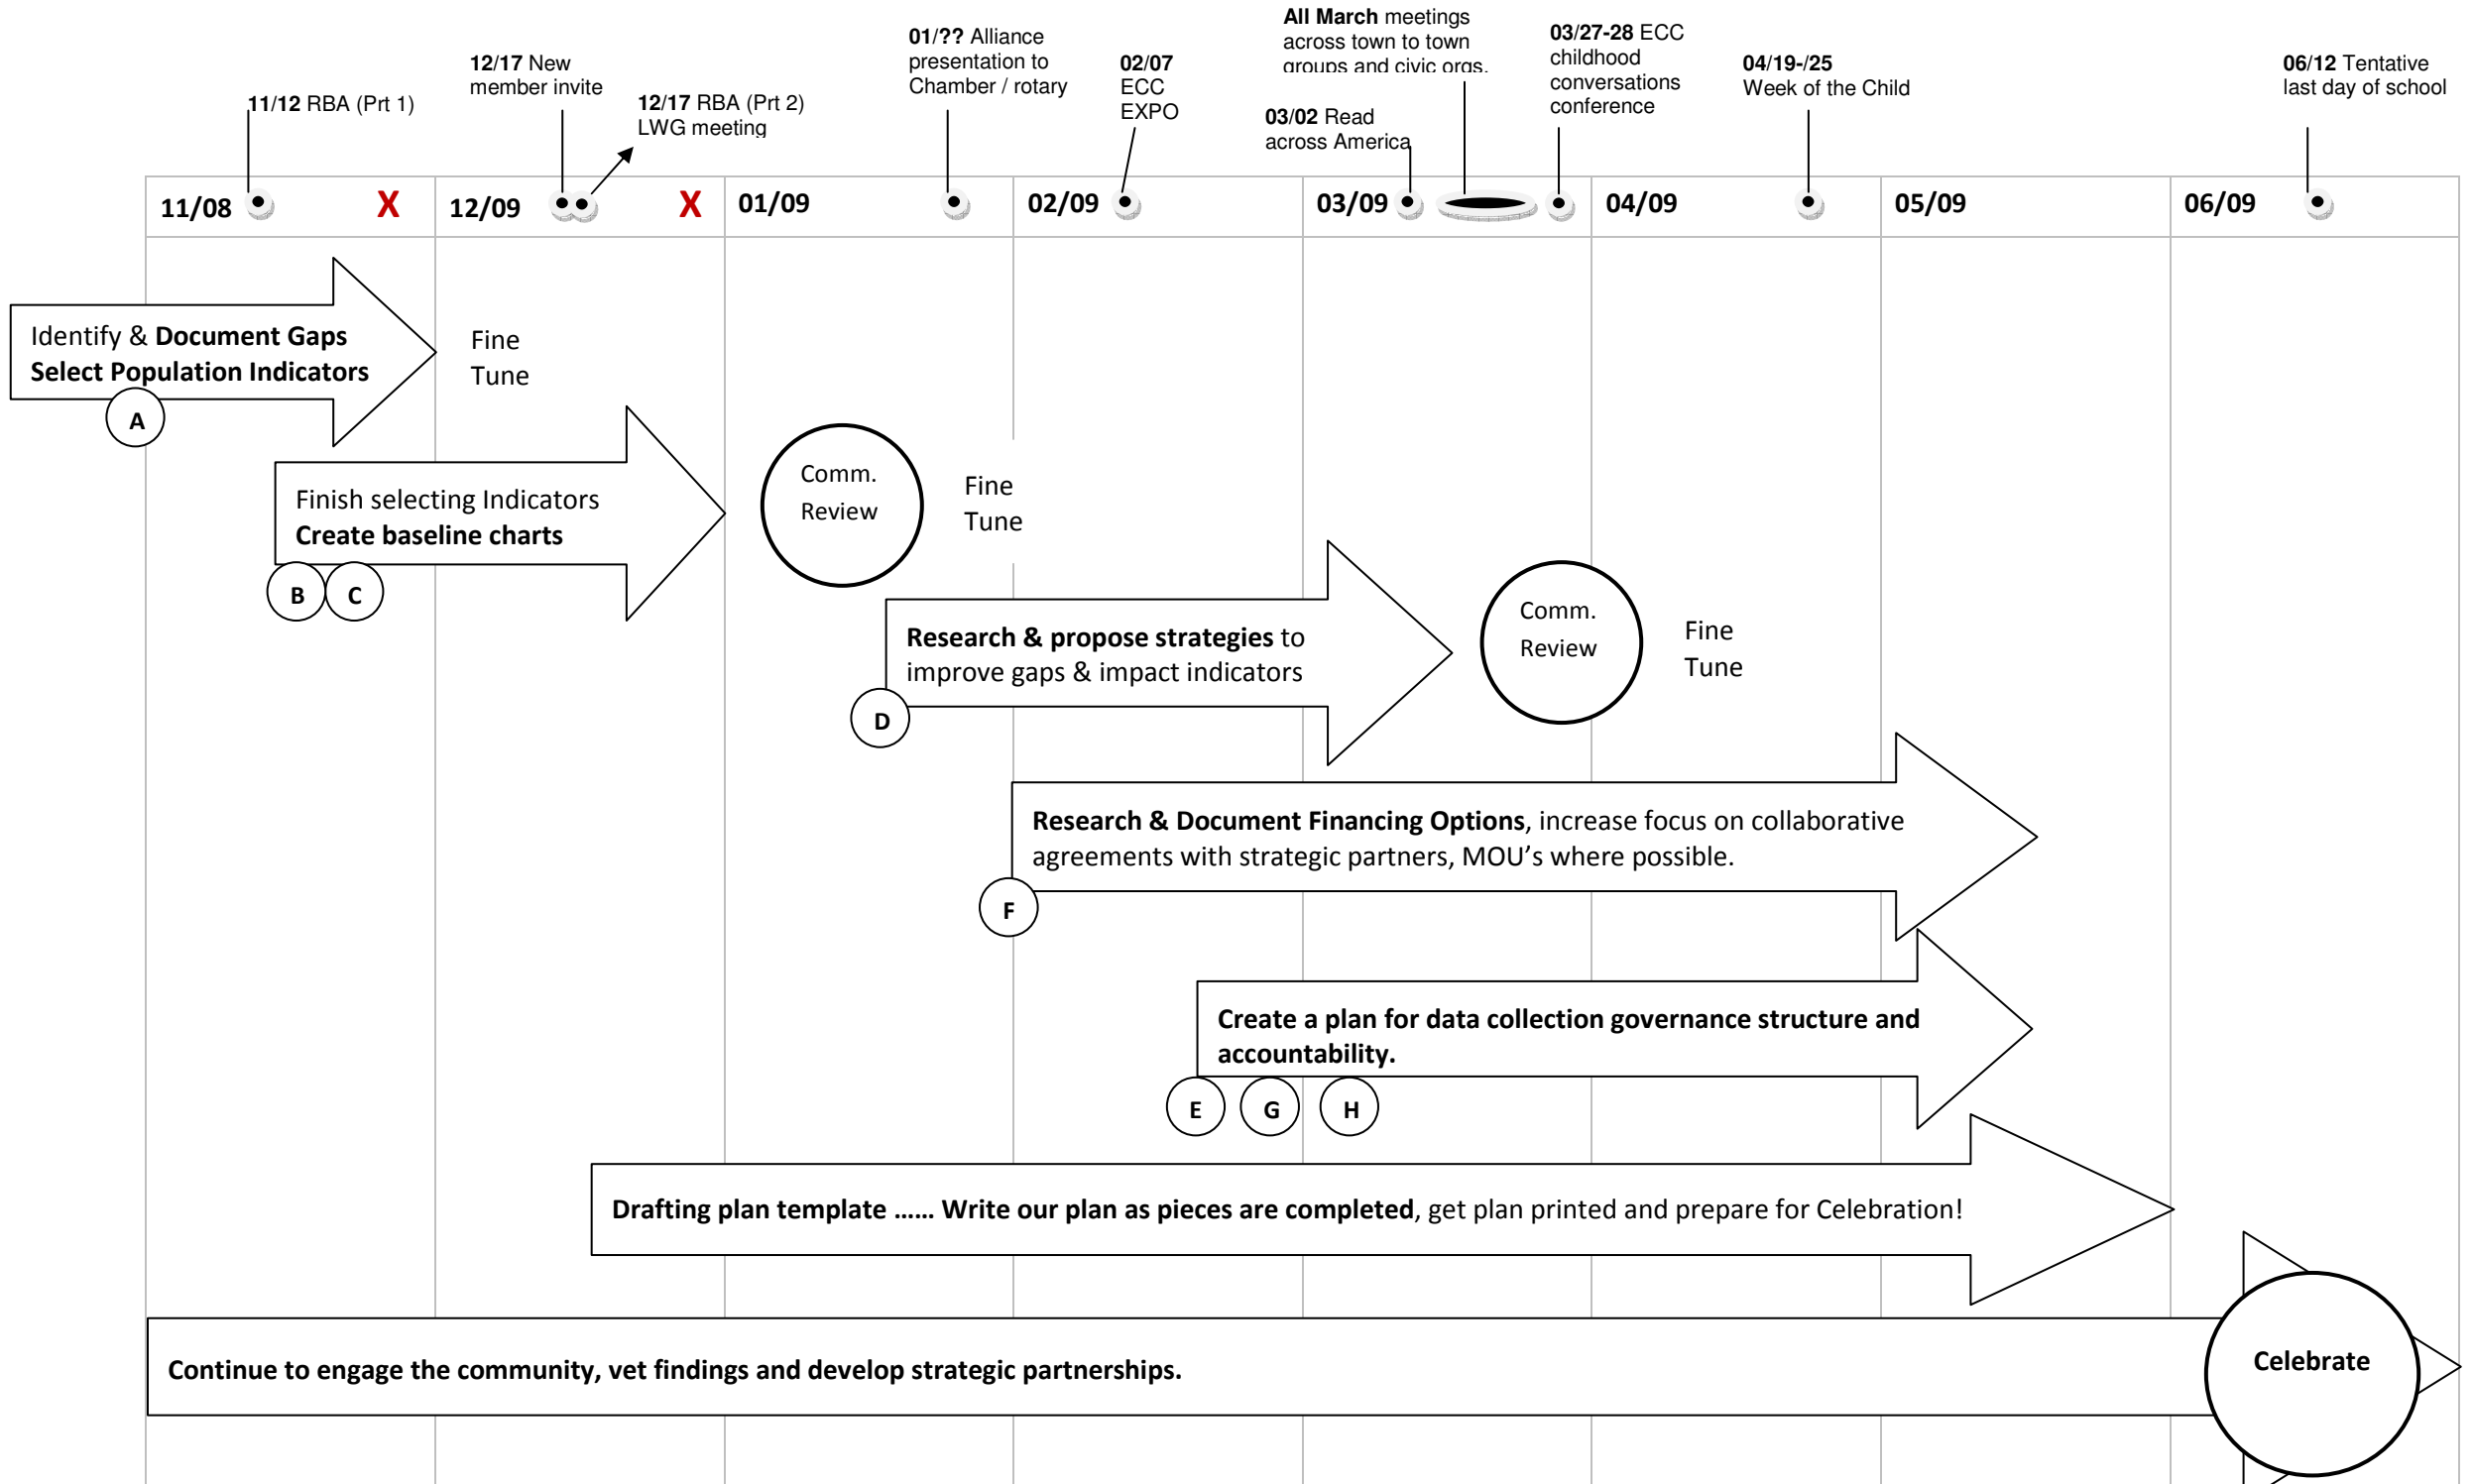 11/12 RBA (Prt 1)
12/17 New
member invite
12/17 RBA (Prt 2)
LWG meeting
01/?? Alliance
presentation to
Chamber / rotary
02/07
ECC
EXPO
All March meetings
across town to town
groups and civic orgs.
03/02 Read
across America
03/27-28 ECC
childhood
conversations
conference
04/19-/25
Week of the Child
06/12 Tentative
last day of school
11/08 X 12/09 X 01/09 02/09 03/09 04/09 05/09 06/09
Identify & Document Gaps
Select Population Indicators
A
Fine
Tune
Finish selecting Indicators
Create baseline charts
B C
Comm.
Review
Fine
Tune
Research & propose strategies to
improve gaps & impact indicators
D
Comm.
Review
Fine
Tune
Research & Document Financing Options, increase focus on collaborative
agreements with strategic partners, MOU's where possible.
F
Create a plan for data collection governance structure and
accountability.
E G H
Drafting plan template …… Write our plan as pieces are completed, get plan printed and prepare for Celebration!
Continue to engage the community, vet findings and develop strategic partnerships.
Celebrate